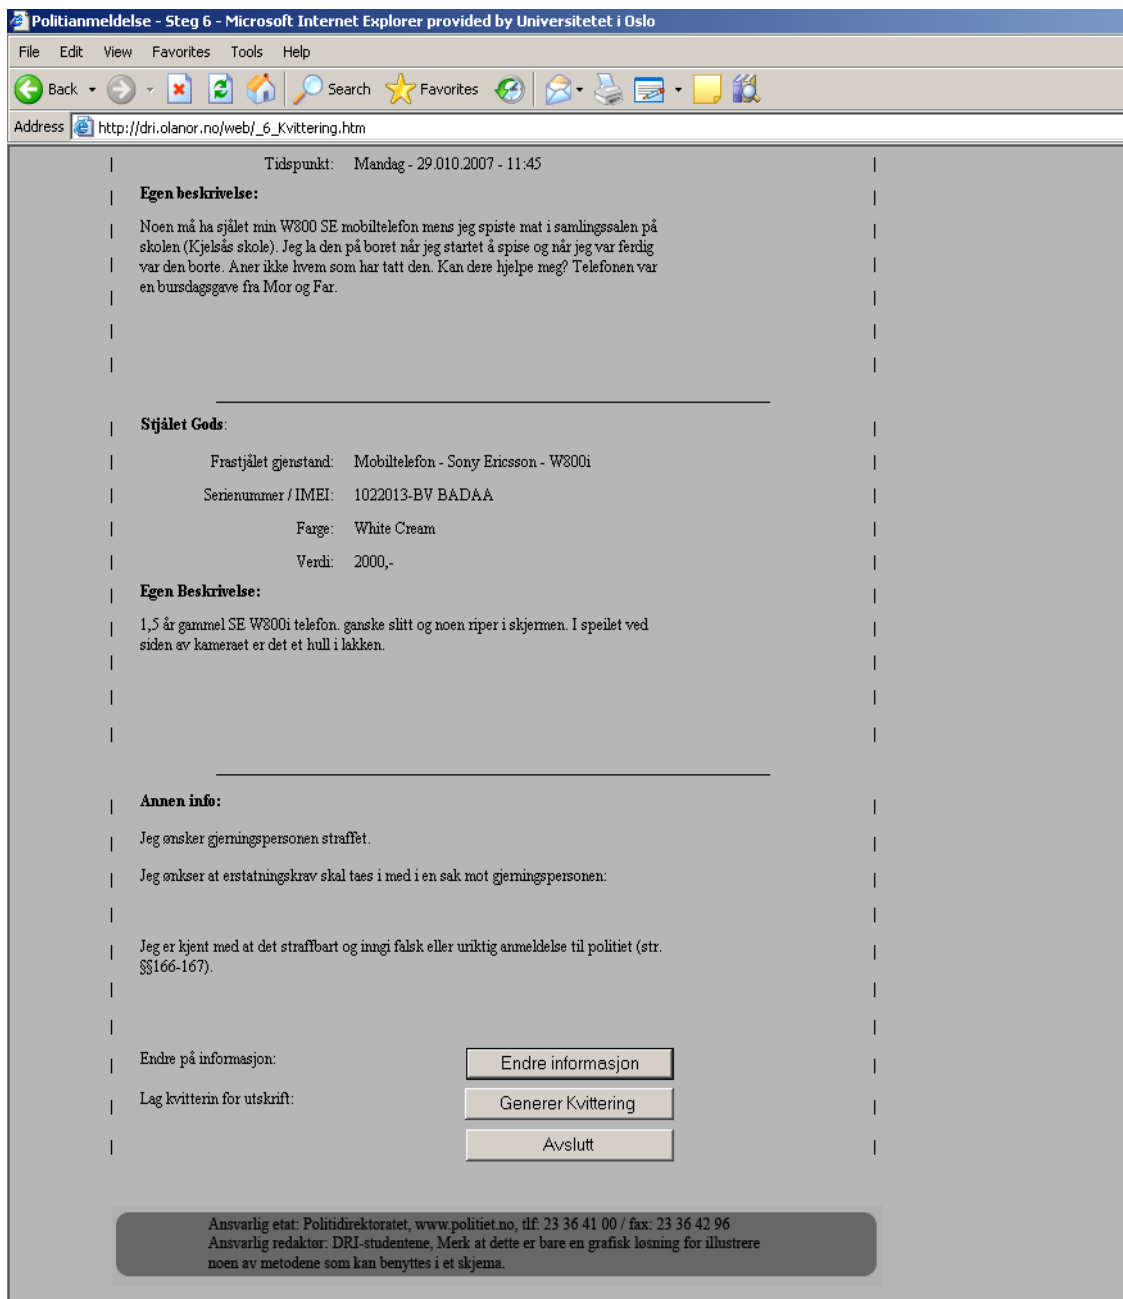 Politianmeldelse - Steg 6 - Microsoft Internet Explorer provided by Universitetet i Oslo
File Edit View Favorites Tools Help
Back Search Favorites
Address http://dri.olanor.no/web/_6_Kvittering.htm
Tidspunkt: Mandag - 29.010.2007 - 11:45
Egen beskrivelse:
Noen må ha sjålet min W800 SE mobiltelefon mens jeg spiste mat i samlingssalen på
skolen (Kjelsås skole). Jeg la den på boret når jeg startet å spise og når jeg var ferdig
var den borte. Aner ikke hvem som har tatt den. Kan dere hjelpe meg? Telefonen var
en bursdagsgave fra Mor og Far.
Stjålet Gods:
Frastjålet gjenstand: Mobiltelefon - Sony Ericsson - W800i
Serienummer / IMEI: 1022013-BV BADAA
Farge: White Cream
Verdi: 2000,-
Egen Beskrivelse:
1,5 år gammel SE W800i telefon. ganske slitt og noen riper i skjermen. I speilet ved
siden av kameraet er det et hull i lakken.
Annen info:
Jeg ønsker gjerningspersonen straffet.
Jeg ønkser at erstatningskrav skal taes i med i en sak mot gjerningspersonen:
Jeg er kjent med at det straffbart og inngi falsk eller uriktig anmeldelse til politiet (str.
§§166-167).
Endre på informasjon: Endre informasjon
Lag kvitterin for utskrift: Generer Kvittering
Avslutt
Ansvarlig etat: Politidirektoratet, www.politiet.no, tlf: 23 36 41 00 / fax: 23 36 42 96
Ansvarlig redaktør: DRI-studentene, Merk at dette er bare en grafisk løsning for illustrere
noen av metodene som kan benyttes i et skjema.